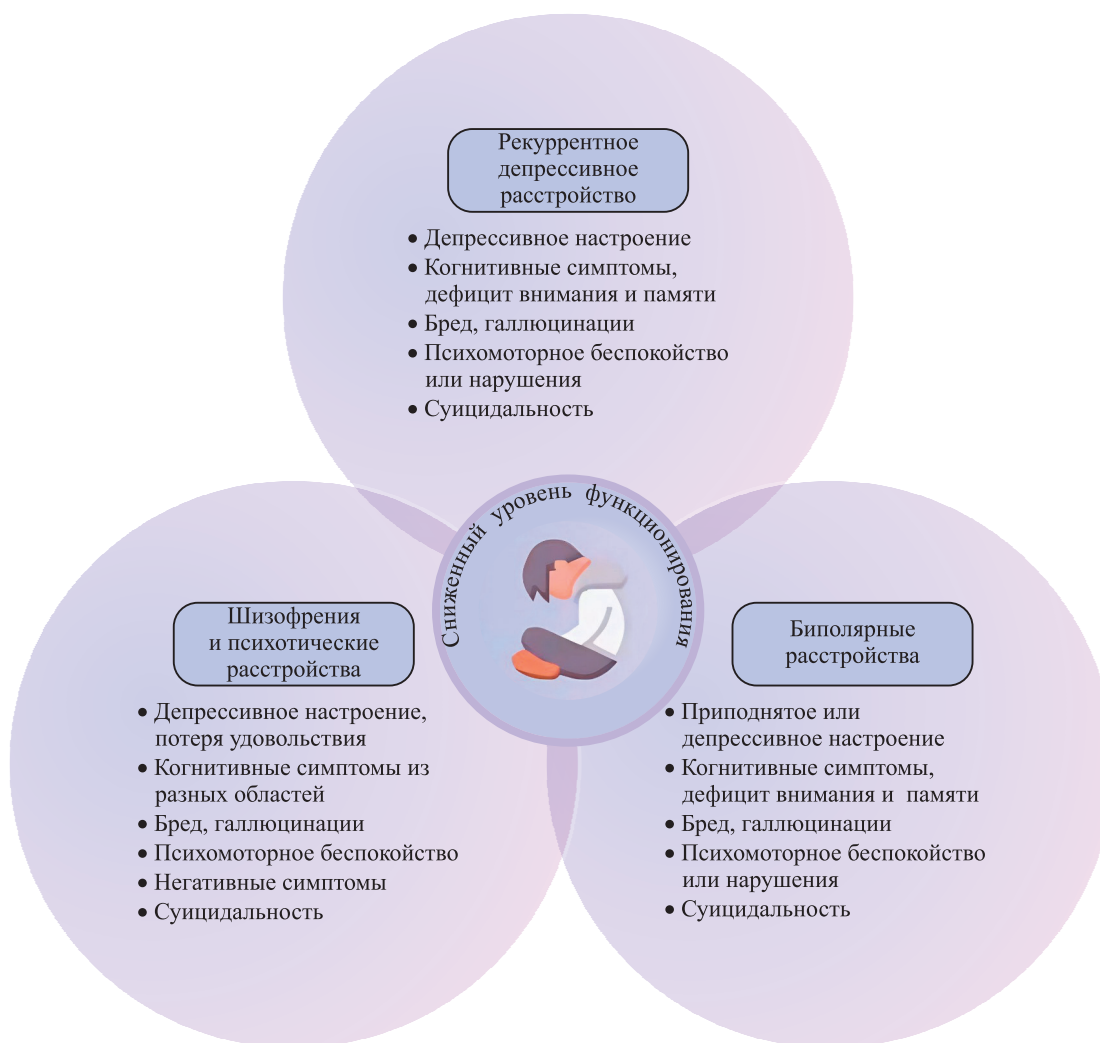 Рекуррентное
депрессивное
расстройство
• Депрессивное настроение
• Когнитивные симптомы,
дефицит внимания и памяти
• Бред, галлюцинации
• Психомоторное беспокойство
или нарушения
• Суицидальность
Сниженный уровень функционирования
Шизофрения
и психотические
расстройства
• Депрессивное настроение,
потеря удовольствия
• Когнитивные симптомы из
разных областей
• Бред, галлюцинации
• Психомоторное беспокойство
• Негативные симптомы
• Суицидальность
Биполярные
расстройства
• Приподнятое или
депрессивное настроение
• Когнитивные симптомы,
дефицит внимания и памяти
• Бред, галлюцинации
• Психомоторное беспокойство
или нарушения
• Суицидальность